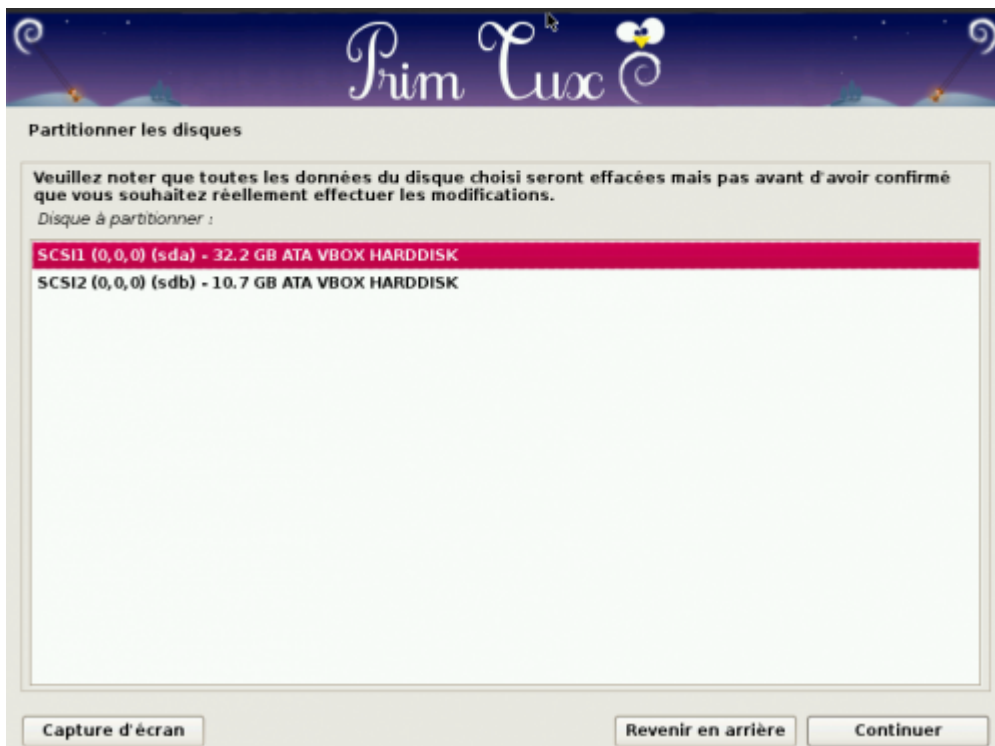 Prim Tux
Partitionner les disques
Veuillez noter que toutes les données du disque choisi seront effacées mais pas avant d'avoir confirmé
que vous souhaitez réellement effectuer les modifications.
Disque à partitionner :
SCSI1 (0,0,0) (sda) - 32.2 GB ATA VBOX HARDDISK
SCSI2 (0,0,0) (sdb) - 10.7 GB ATA VBOX HARDDISK
Capture d'écran
Revenir en arrière
Continuer